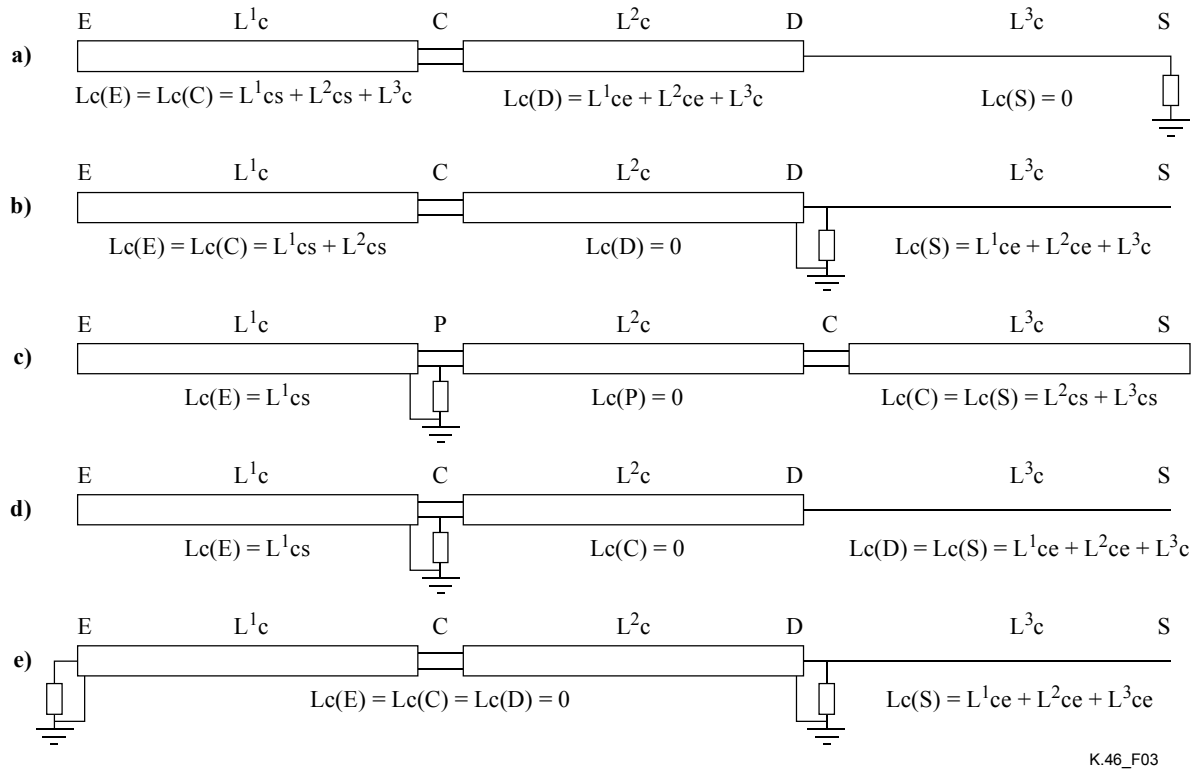 E L¹c C L²c D L³c S
a)
Lc(E) = Lc(C) = L¹cs + L²cs + L³c Lc(D) = L¹ce + L²ce + L³c Lc(S) = 0
E L¹c C L²c D L³c S
b)
Lc(E) = Lc(C) = L¹cs + L²cs Lc(D) = 0 Lc(S) = L¹ce + L²ce + L³c
E L¹c P L²c C L³c S
c)
Lc(E) = L¹cs Lc(P) = 0 Lc(C) = Lc(S) = L²cs + L³cs
E L¹c C L²c D L³c S
d)
Lc(E) = L¹cs Lc(C) = 0 Lc(D) = Lc(S) = L¹ce + L²ce + L³c
E L¹c C L²c D L³c S
e)
Lc(E) = Lc(C) = Lc(D) = 0 Lc(S) = L¹ce + L²ce + L³ce
K.46_F03